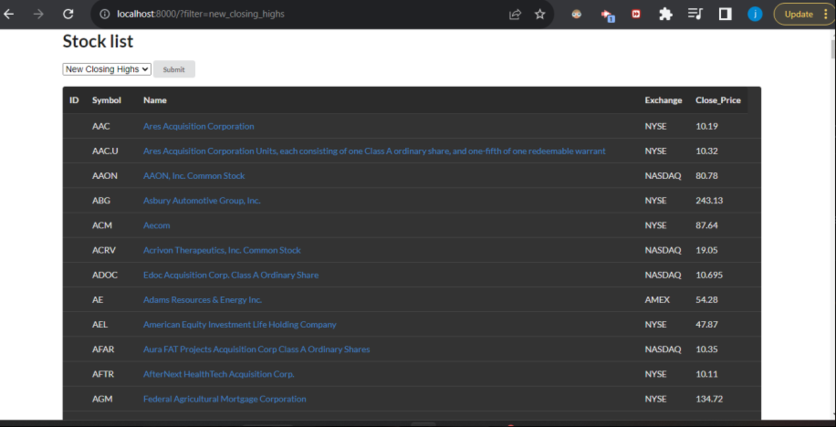 localhost:8000/?filter=new_closing_highs
1
j
Update
Stock list
New Closing Highs
Submit
ID Symbol Name Exchange Close_Price
AAC Ares Acquisition Corporation NYSE 10.19
AAC.U Ares Acquisition Corporation Units, each consisting of one Class A ordinary share, and one-fifth of one redeemable warrant NYSE 10.32
AAON AAON, Inc. Common Stock NASDAQ 80.78
ABG Asbury Automotive Group, Inc. NYSE 243.13
ACM Aecom NYSE 87.64
ACRV Acrivon Therapeutics, Inc. Common Stock NASDAQ 19.05
ADOC Edoc Acquisition Corp. Class A Ordinary Share NASDAQ 10.695
AE Adams Resources & Energy Inc. AMEX 54.28
AEL American Equity Investment Life Holding Company NYSE 47.87
AFAR Aura FAT Projects Acquisition Corp Class A Ordinary Shares NASDAQ 10.35
AFTR AfterNext HealthTech Acquisition Corp. NYSE 10.11
AGM Federal Agricultural Mortgage Corporation NYSE 134.72